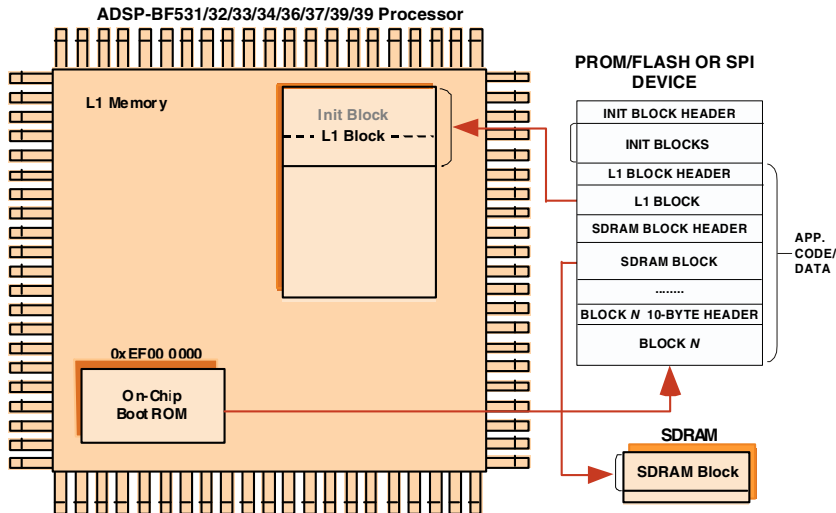 ADSP-BF531/32/33/34/36/37/39/39 Processor
L1 Memory
Init Block
L1 Block
0xEF00 0000
On-Chip
Boot ROM
PROM/FLASH OR SPI
DEVICE
INIT BLOCK HEADER
INIT BLOCKS
L1 BLOCK HEADER
L1 BLOCK
SDRAM BLOCK HEADER
SDRAM BLOCK
........
BLOCK N 10-BYTE HEADER
BLOCK N
APP.
CODE/
DATA
SDRAM
SDRAM Block